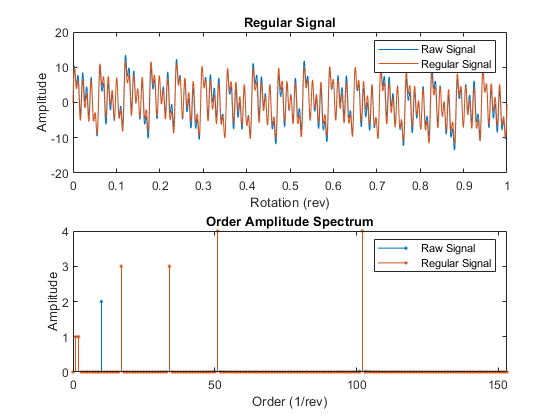 Regular Signal
20
10
0
-10
-20
Amplitude
Raw Signal
Regular Signal
0 0.1 0.2 0.3 0.4 0.5 0.6 0.7 0.8 0.9 1
Rotation (rev)
Order Amplitude Spectrum
4
3
2
1
0
Amplitude
Raw Signal
Regular Signal
0 50 100 150
Order (1/rev)